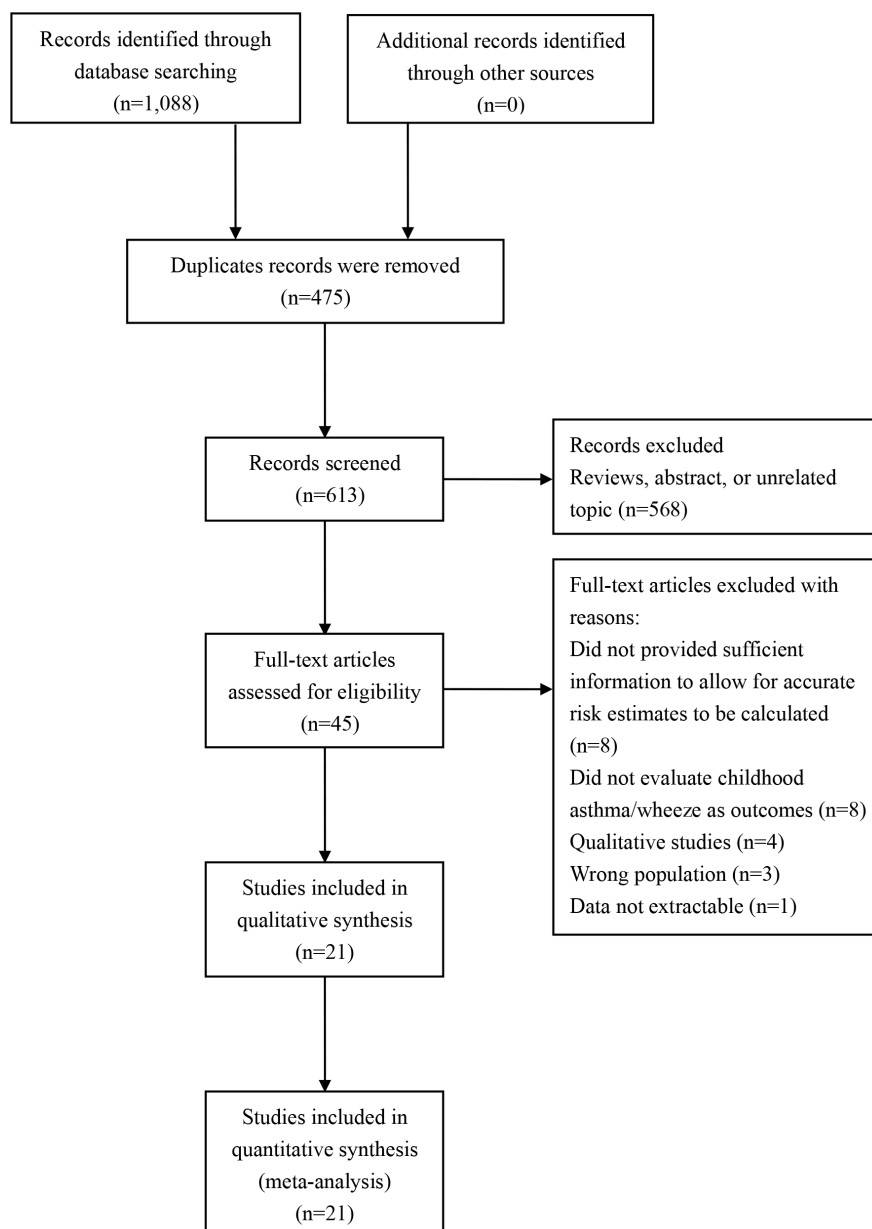 Records identified through
database searching
(n=1,088)
Additional records identified
through other sources
(n=0)
Duplicates records were removed
(n=475)
Records screened
(n=613)
Records excluded
Reviews, abstract, or unrelated
topic (n=568)
Full-text articles
assessed for eligibility
(n=45)
Full-text articles excluded with
reasons:
Did not provided sufficient
information to allow for accurate
risk estimates to be calculated
(n=8)
Did not evaluate childhood
asthma/wheeze as outcomes (n=8)
Qualitative studies (n=4)
Wrong population (n=3)
Data not extractable (n=1)
Studies included in
qualitative synthesis
(n=21)
Studies included in
quantitative synthesis
(meta-analysis)
(n=21)